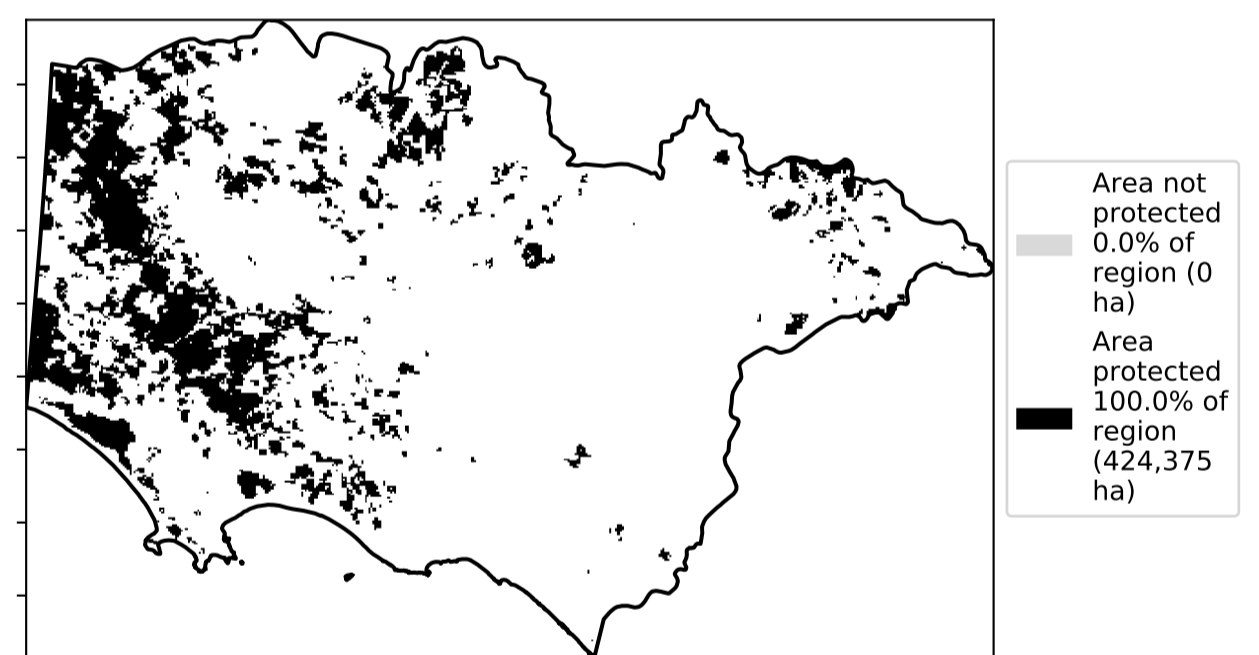 Area not
protected
0.0% of
region (0
ha)
Area
protected
100.0% of
region
(424,375
ha)